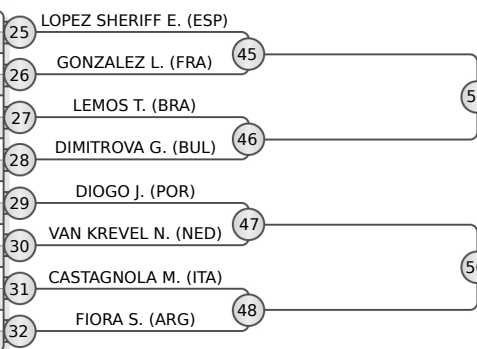 LOPEZ SHERIFF E. (ESP)
25
45
GONZALEZ L. (FRA)
26
LEMOS T. (BRA)
27
46
DIMITROVA G. (BUL)
28
DIOGO J. (POR)
29
47
VAN KREVEL N. (NED)
30
CASTAGNOLA M. (ITA)
31
48
FIORA S. (ARG)
32